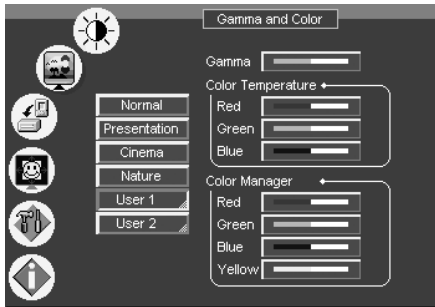 Gamma and Color
Gamma
Color Temperature
Red
Green
Blue
Normal
Presentation
Cinema
Nature
User 1
User 2
Color Manager
Red
Green
Blue
Yellow